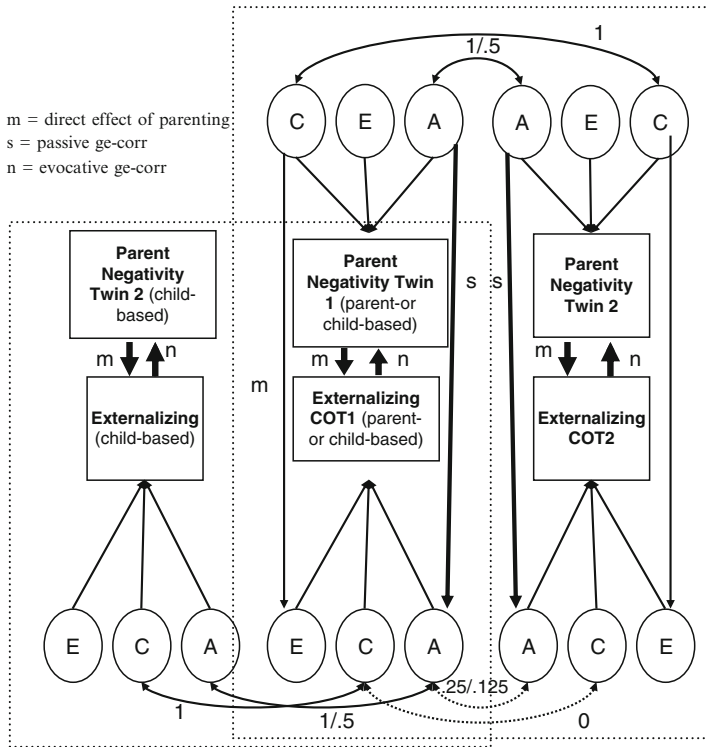 1
1/.5
C E A A E C
m = direct effect of parenting
s = passive ge-corr
n = evocative ge-corr
Parent
Negativity
Twin 2 (child-
based)
Parent
Negativity Twin
1 (parent-or
child-based)
Parent
Negativity
Twin 2
s s
m n
m n
m n
m
Externalizing
(child-based)
Externalizing
COT1 (parent-
or child-based)
Externalizing
COT2
E C A E C A A C E
.25/.125
1
1/.5
0